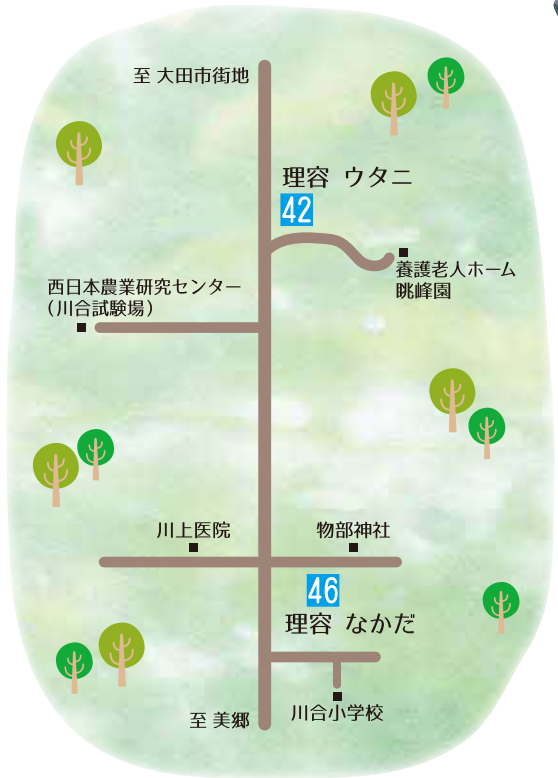 至 大田市街地
理容 ウタニ
42
養護老人ホーム
眺峰園
西日本農業研究センター
（川合試験場）
川上医院
物部神社
46
理容 なかだ
川合小学校
至 美郷